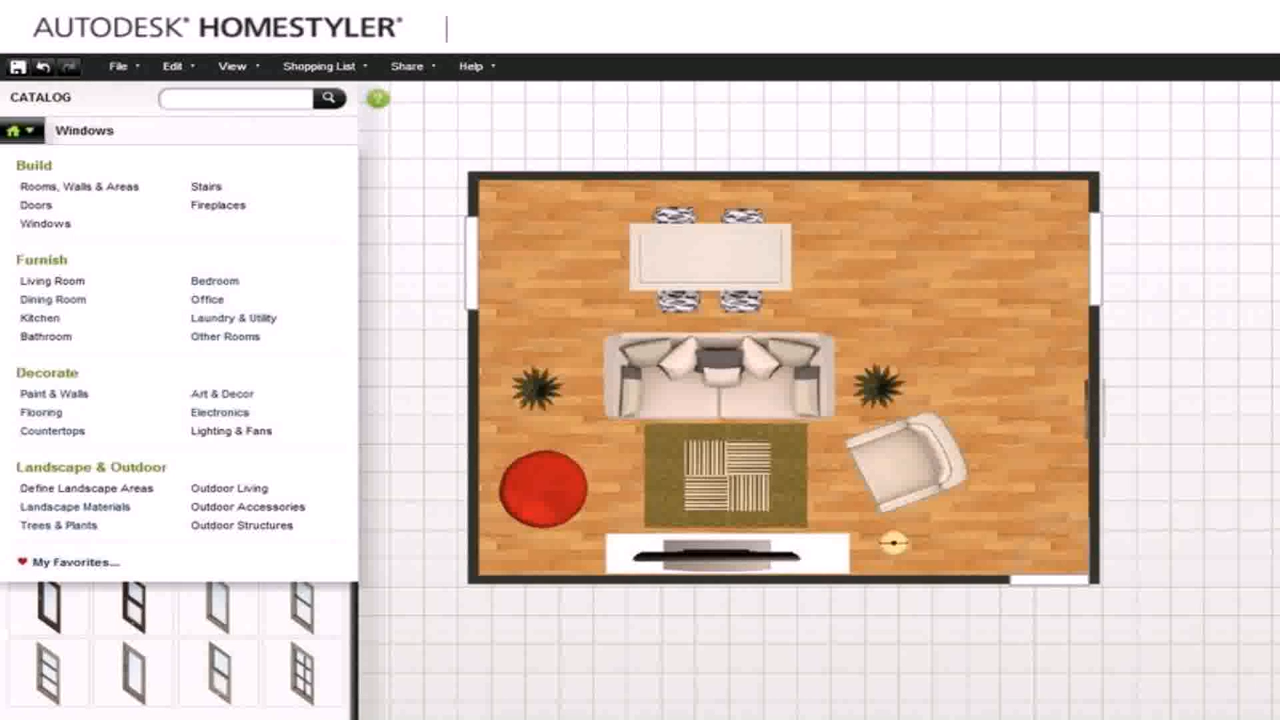 AUTODESK® HOMESTYLER®
File Edit View Shopping List Share Help
CATALOG
?
Windows
Build
Rooms, Walls & Areas Stairs
Doors Fireplaces
Windows
Furnish
Living Room Bedroom
Dining Room Office
Kitchen Laundry & Utility
Bathroom Other Rooms
Decorate
Paint & Walls Art & Decor
Flooring Electronics
Countertops Lighting & Fans
Landscape & Outdoor
Define Landscape Areas Outdoor Living
Landscape Materials Outdoor Accessories
Trees & Plants Outdoor Structures
My Favorites...